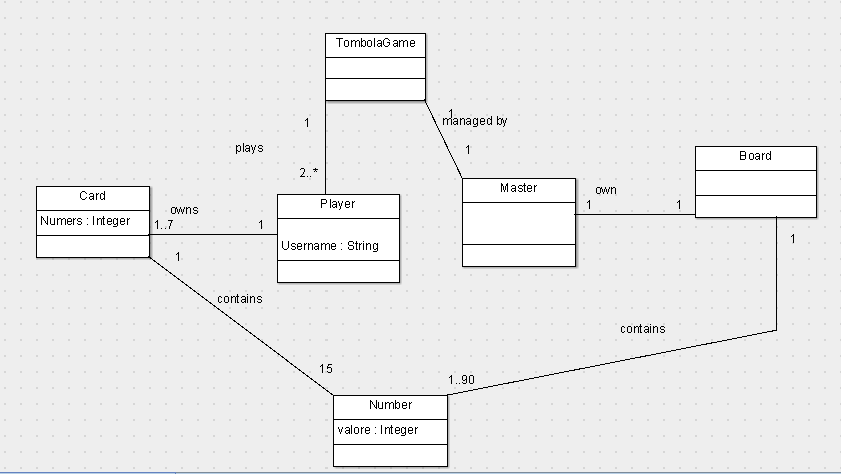 TombolaGame
1
managed by
1
plays
1
2..*
Board
Master
own
1
1
Card
Numers : Integer
owns
1..7
1
Player
Username : String
1
1
contains
contains
15
1..90
Number
valore : Integer